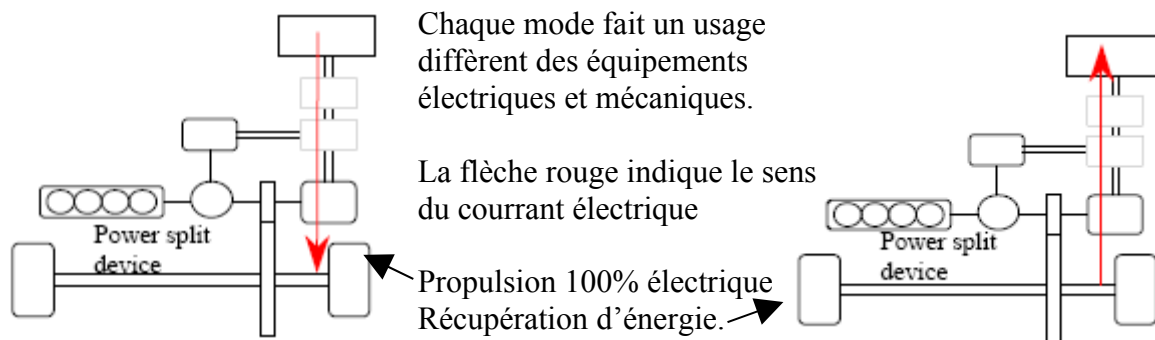 Chaque mode fait un usage
diffèrent des équipements
électriques et mécaniques.
La flèche rouge indique le sens
du courrant électrique
Power split
device
Propulsion 100% électrique
Récupération d’énergie.
Power split
device